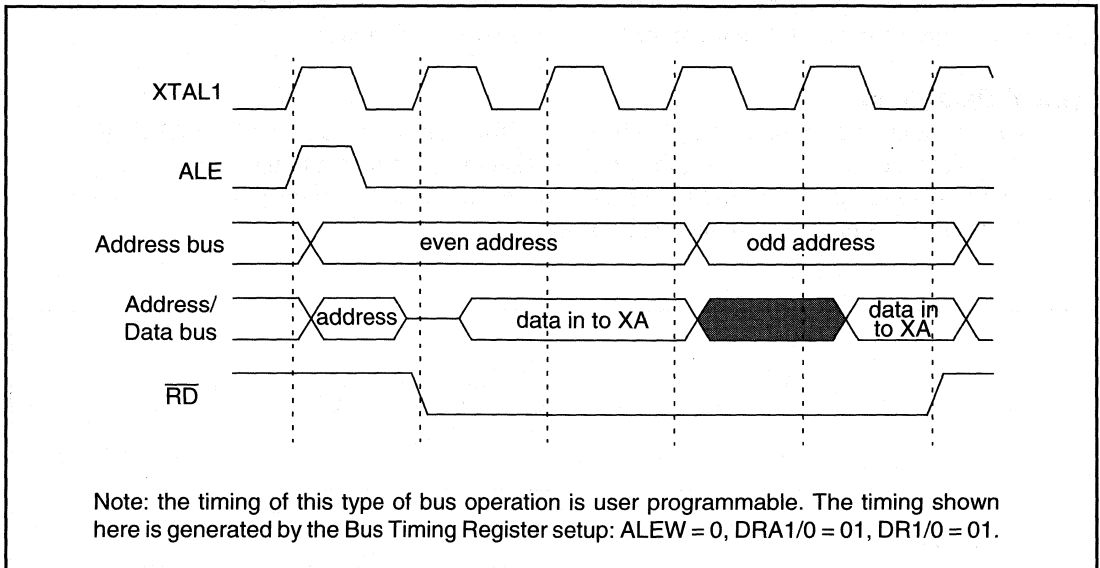 XTAL1
ALE
Address bus
even address
odd address
Address/
Data bus
address
data in to XA
data in
to XA
RD
Note: the timing of this type of bus operation is user programmable. The timing shown
here is generated by the Bus Timing Register setup: ALEW = 0, DRA1/0 = 01, DR1/0 = 01.